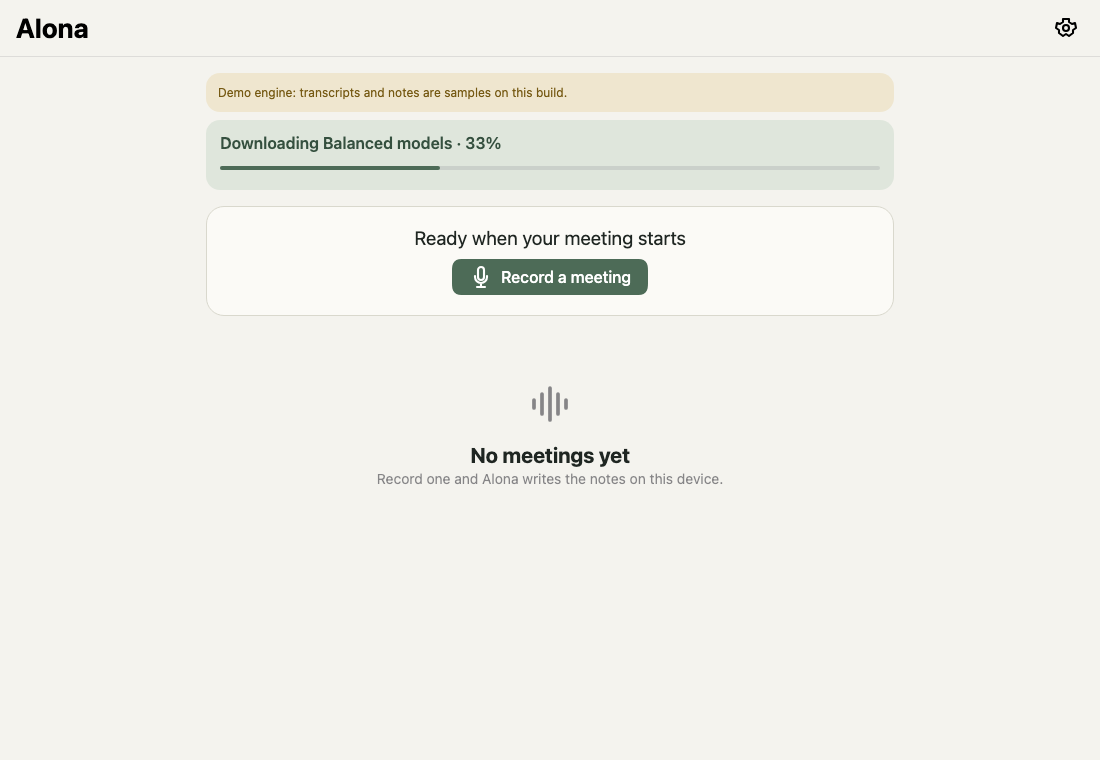 Alona
Demo engine: transcripts and notes are samples on this build.
Downloading Balanced models · 33%
Ready when your meeting starts
Record a meeting
No meetings yet
Record one and Alona writes the notes on this device.